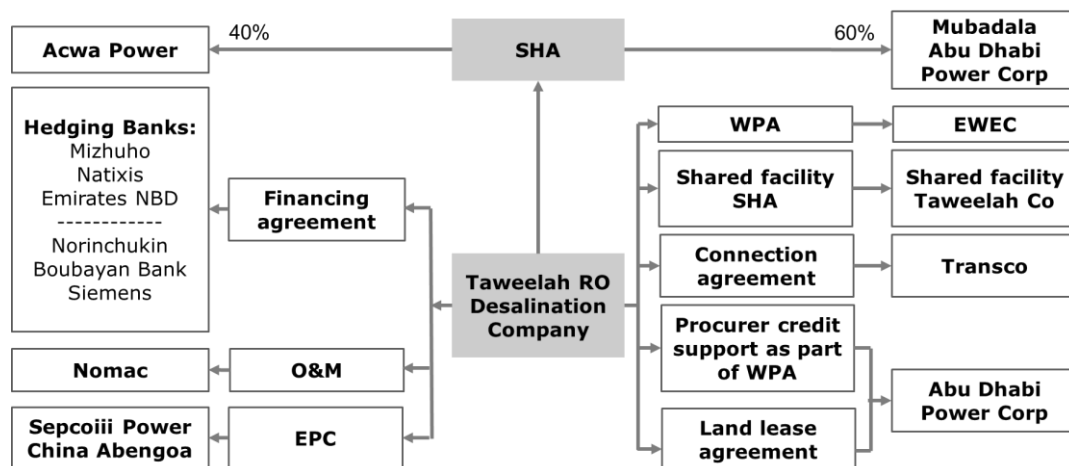 Acwa Power
40%
SHA
60%
Mubadala
Abu Dhabi
Power Corp
Hedging Banks:
Mizhuho
Natixis
Emirates NBD
------------
Norinchukin
Boubayan Bank
Siemens
Financing
agreement
Nomac
O&M
Sepcoiii Power
China Abengoa
EPC
Taweelah RO
Desalination
Company
WPA
EWEC
Shared facility
SHA
Shared facility
Taweelah Co
Connection
agreement
Transco
Procurer credit
support as part
of WPA
Land lease
agreement
Abu Dhabi
Power Corp